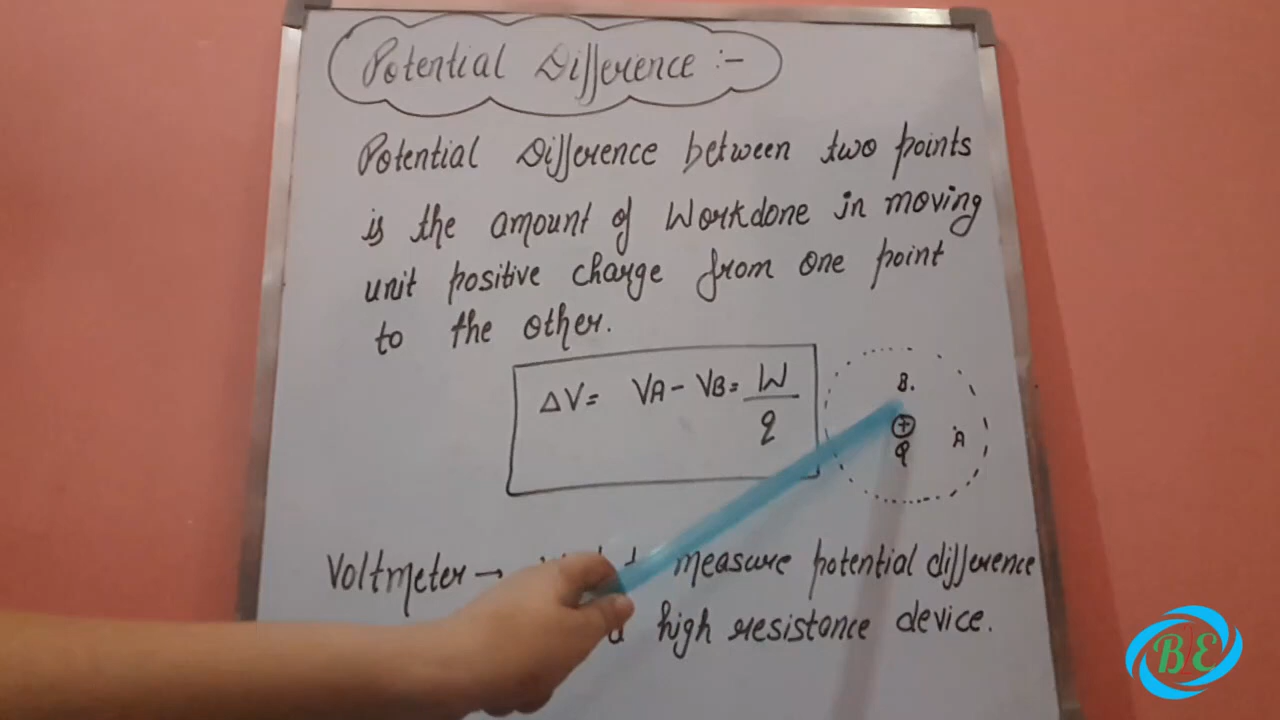 Potential Difference :-
Potential Difference between two points
is the amount of Workdone in moving
unit positive charge from one point
to the other.
ΔV = VA - VB = W
q
B.
+
A
Q
Voltmeter → measure potential difference
a high resistance device.
BE